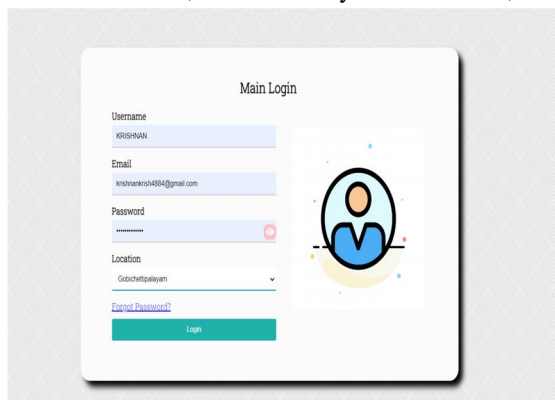 Main Login
Username
KRISHNAN
Email
krishnankrish4884@gmail.com
Password
Location
Gobichettipalayam
Forgot Password?
Login